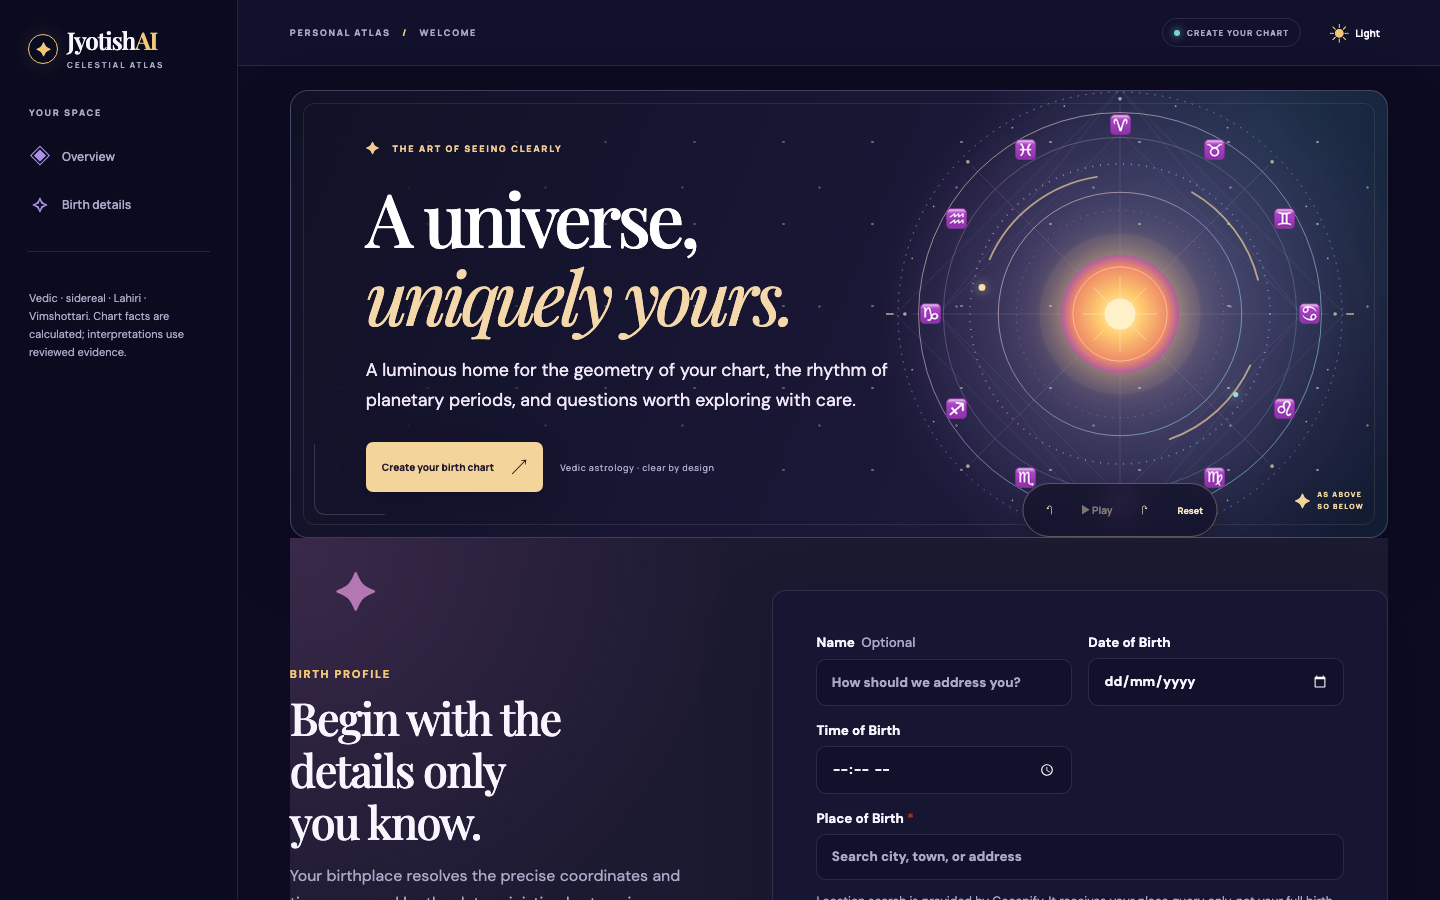 JyotishAI
CELESTIAL ATLAS
YOUR SPACE
Overview
Birth details
Vedic · sidereal · Lahiri ·
Vimshottari. Chart facts are
calculated; interpretations use
reviewed evidence.
PERSONAL ATLAS / WELCOME
CREATE YOUR CHART
Light
THE ART OF SEEING CLEARLY
A universe,
uniquely yours.
A luminous home for the geometry of your chart, the rhythm of
planetary periods, and questions worth exploring with care.
Create your birth chart
Vedic astrology · clear by design
Play
Reset
AS ABOVE
SO BELOW
BIRTH PROFILE
Begin with the
details only
you know.
Your birthplace resolves the precise coordinates and
Name Optional
How should we address you?
Date of Birth
dd/mm/yyyy
Time of Birth
--:-- --
Place of Birth *
Search city, town, or address